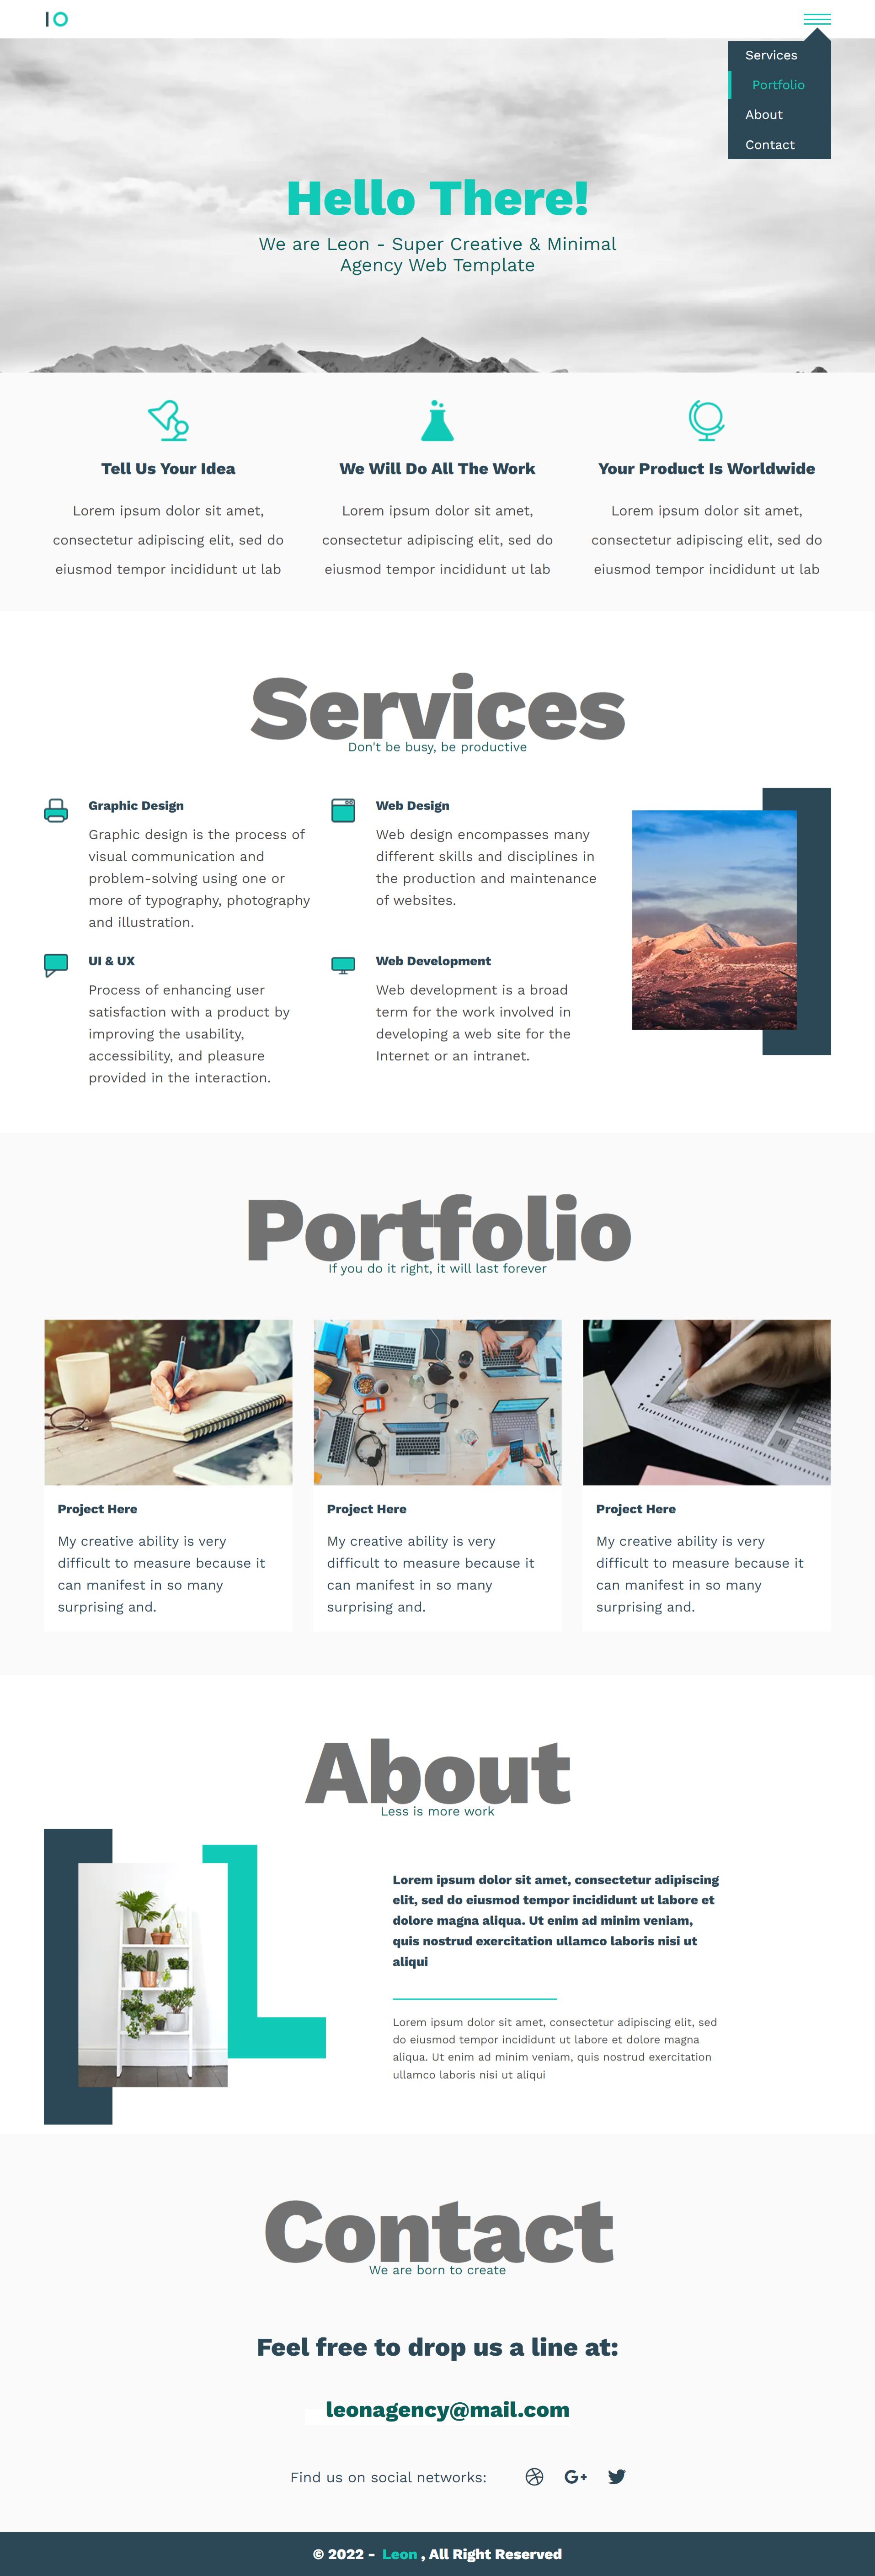 IO
Services
Portfolio
About
Contact
Hello There!
We are Leon - Super Creative & Minimal
Agency Web Template
Tell Us Your Idea
Lorem ipsum dolor sit amet,
consectetur adipiscing elit, sed do
eiusmod tempor incididunt ut lab
We Will Do All The Work
Lorem ipsum dolor sit amet,
consectetur adipiscing elit, sed do
eiusmod tempor incididunt ut lab
Your Product Is Worldwide
Lorem ipsum dolor sit amet,
consectetur adipiscing elit, sed do
eiusmod tempor incididunt ut lab
Services
Don't be busy, be productive
Graphic Design
Graphic design is the process of
visual communication and
problem-solving using one or
more of typography, photography
and illustration.
Web Design
Web design encompasses many
different skills and disciplines in
the production and maintenance
of websites.
UI & UX
Process of enhancing user
satisfaction with a product by
improving the usability,
accessibility, and pleasure
provided in the interaction.
Web Development
Web development is a broad
term for the work involved in
developing a web site for the
Internet or an intranet.
Portfolio
If you do it right, it will last forever
Project Here
My creative ability is very
difficult to measure because it
can manifest in so many
surprising and.
Project Here
My creative ability is very
difficult to measure because it
can manifest in so many
surprising and.
Project Here
My creative ability is very
difficult to measure because it
can manifest in so many
surprising and.
About
Less is more work
Lorem ipsum dolor sit amet, consectetur adipiscing
elit, sed do eiusmod tempor incididunt ut labore et
dolore magna aliqua. Ut enim ad minim veniam,
quis nostrud exercitation ullamco laboris nisi ut
aliqui
Lorem ipsum dolor sit amet, consectetur adipiscing elit, sed
do eiusmod tempor incididunt ut labore et dolore magna
aliqua. Ut enim ad minim veniam, quis nostrud exercitation
ullamco laboris nisi ut aliqui
Contact
We are born to create
Feel free to drop us a line at:
leonagency@mail.com
Find us on social networks:
G+
© 2022 - Leon , All Right Reserved